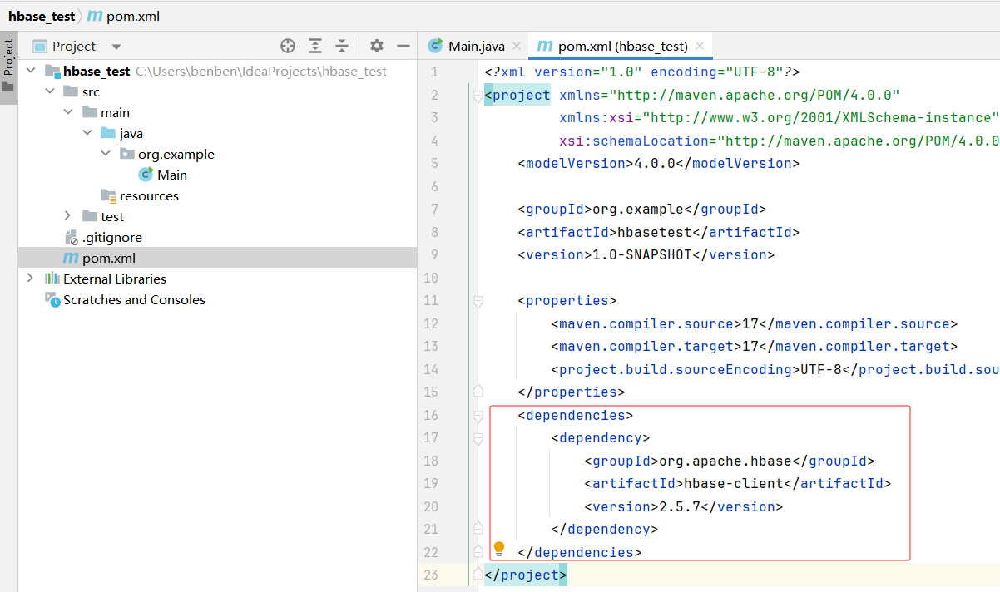 hbase_test pom.xml
Project
Project
Main.java
pom.xml (hbase_test)
hbase_test C:\Users\benben\IdeaProjects\hbase_test
src
main
java
org.example
Main
resources
test
.gitignore
pom.xml
External Libraries
Scratches and Consoles
1 <?xml version="1.0" encoding="UTF-8"?>
2 <project xmlns="http://maven.apache.org/POM/4.0.0"
3 xmlns:xsi="http://www.w3.org/2001/XMLSchema-instance"
4 xsi:schemaLocation="http://maven.apache.org/POM/4.0.0
5 <modelVersion>4.0.0</modelVersion>
6
7 <groupId>org.example</groupId>
8 <artifactId>hbasetest</artifactId>
9 <version>1.0-SNAPSHOT</version>
10
11 <properties>
12 <maven.compiler.source>17</maven.compiler.source>
13 <maven.compiler.target>17</maven.compiler.target>
14 <project.build.sourceEncoding>UTF-8</project.build.sou
15 </properties>
16 <dependencies>
17 <dependency>
18 <groupId>org.apache.hbase</groupId>
19 <artifactId>hbase-client</artifactId>
20 <version>2.5.7</version>
21 </dependency>
22 </dependencies>
23 </project>